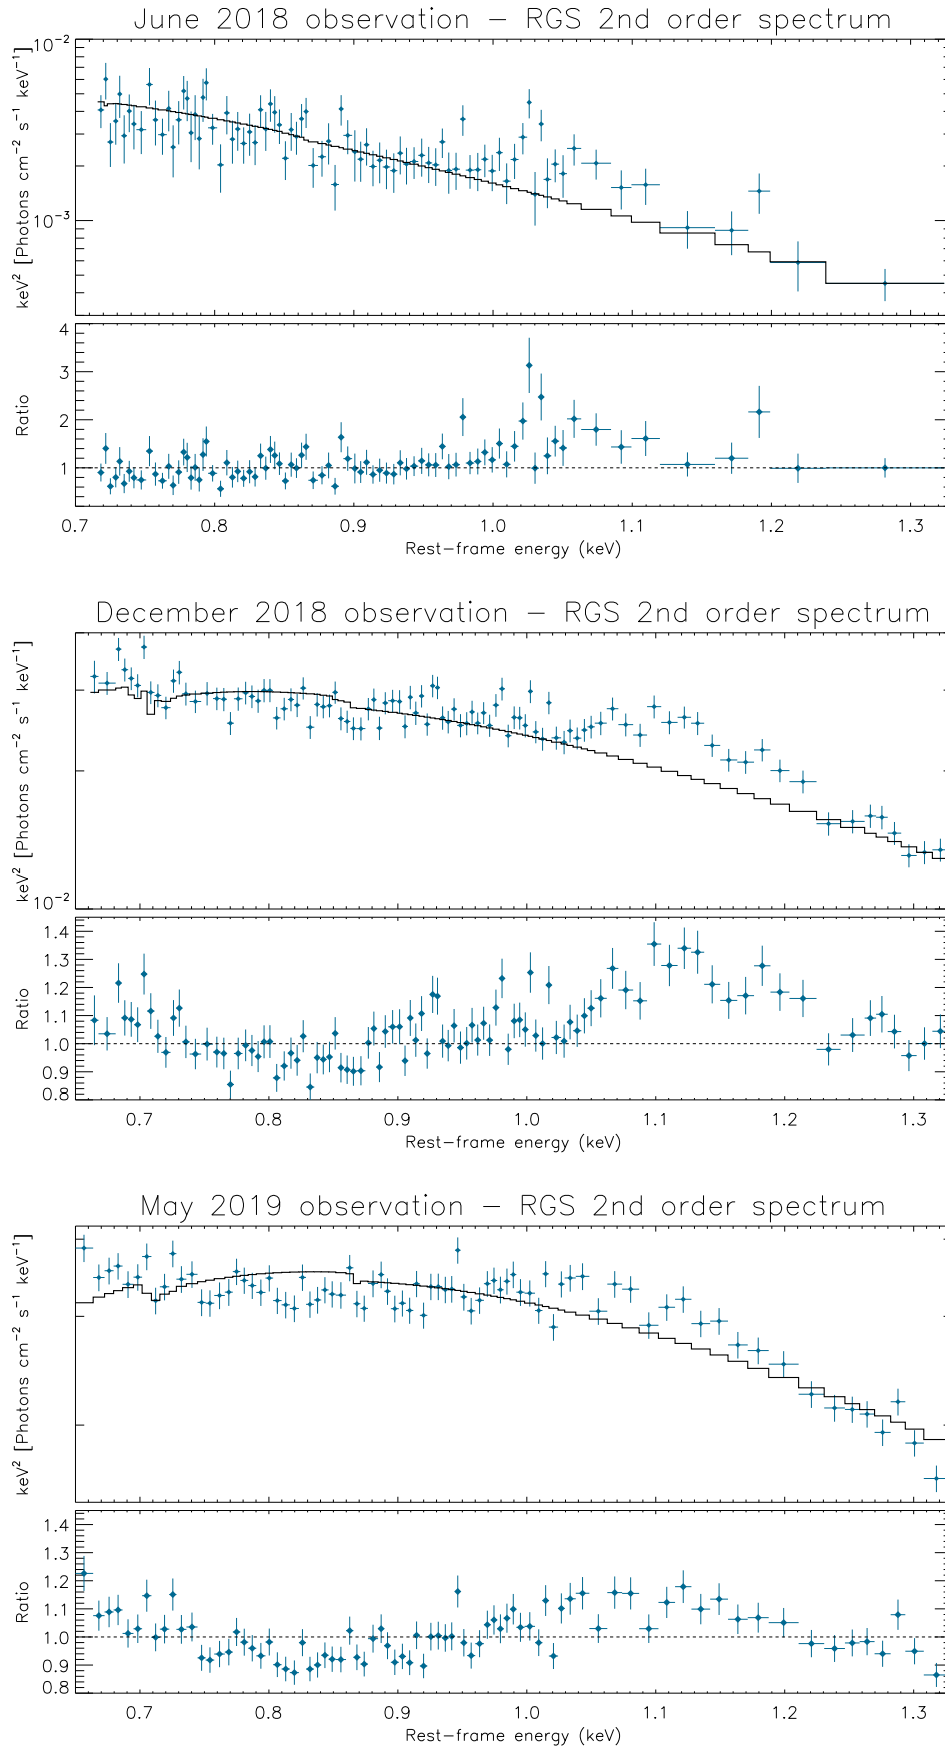 June 2018 observation – RGS 2nd order spectrum
10⁻²
10⁻³
keV² [Photons cm⁻² s⁻¹ keV⁻¹]
4
3
2
1
Ratio
0.7 0.8 0.9 1.0 1.1 1.2 1.3
Rest–frame energy (keV)
December 2018 observation – RGS 2nd order spectrum
keV² [Photons cm⁻² s⁻¹ keV⁻¹]
10⁻²
1.4
1.3
1.2
1.1
1.0
0.9
0.8
Ratio
0.7 0.8 0.9 1.0 1.1 1.2 1.3
Rest–frame energy (keV)
May 2019 observation – RGS 2nd order spectrum
keV² [Photons cm⁻² s⁻¹ keV⁻¹]
1.4
1.3
1.2
1.1
1.0
0.9
0.8
Ratio
0.7 0.8 0.9 1.0 1.1 1.2 1.3
Rest–frame energy (keV)